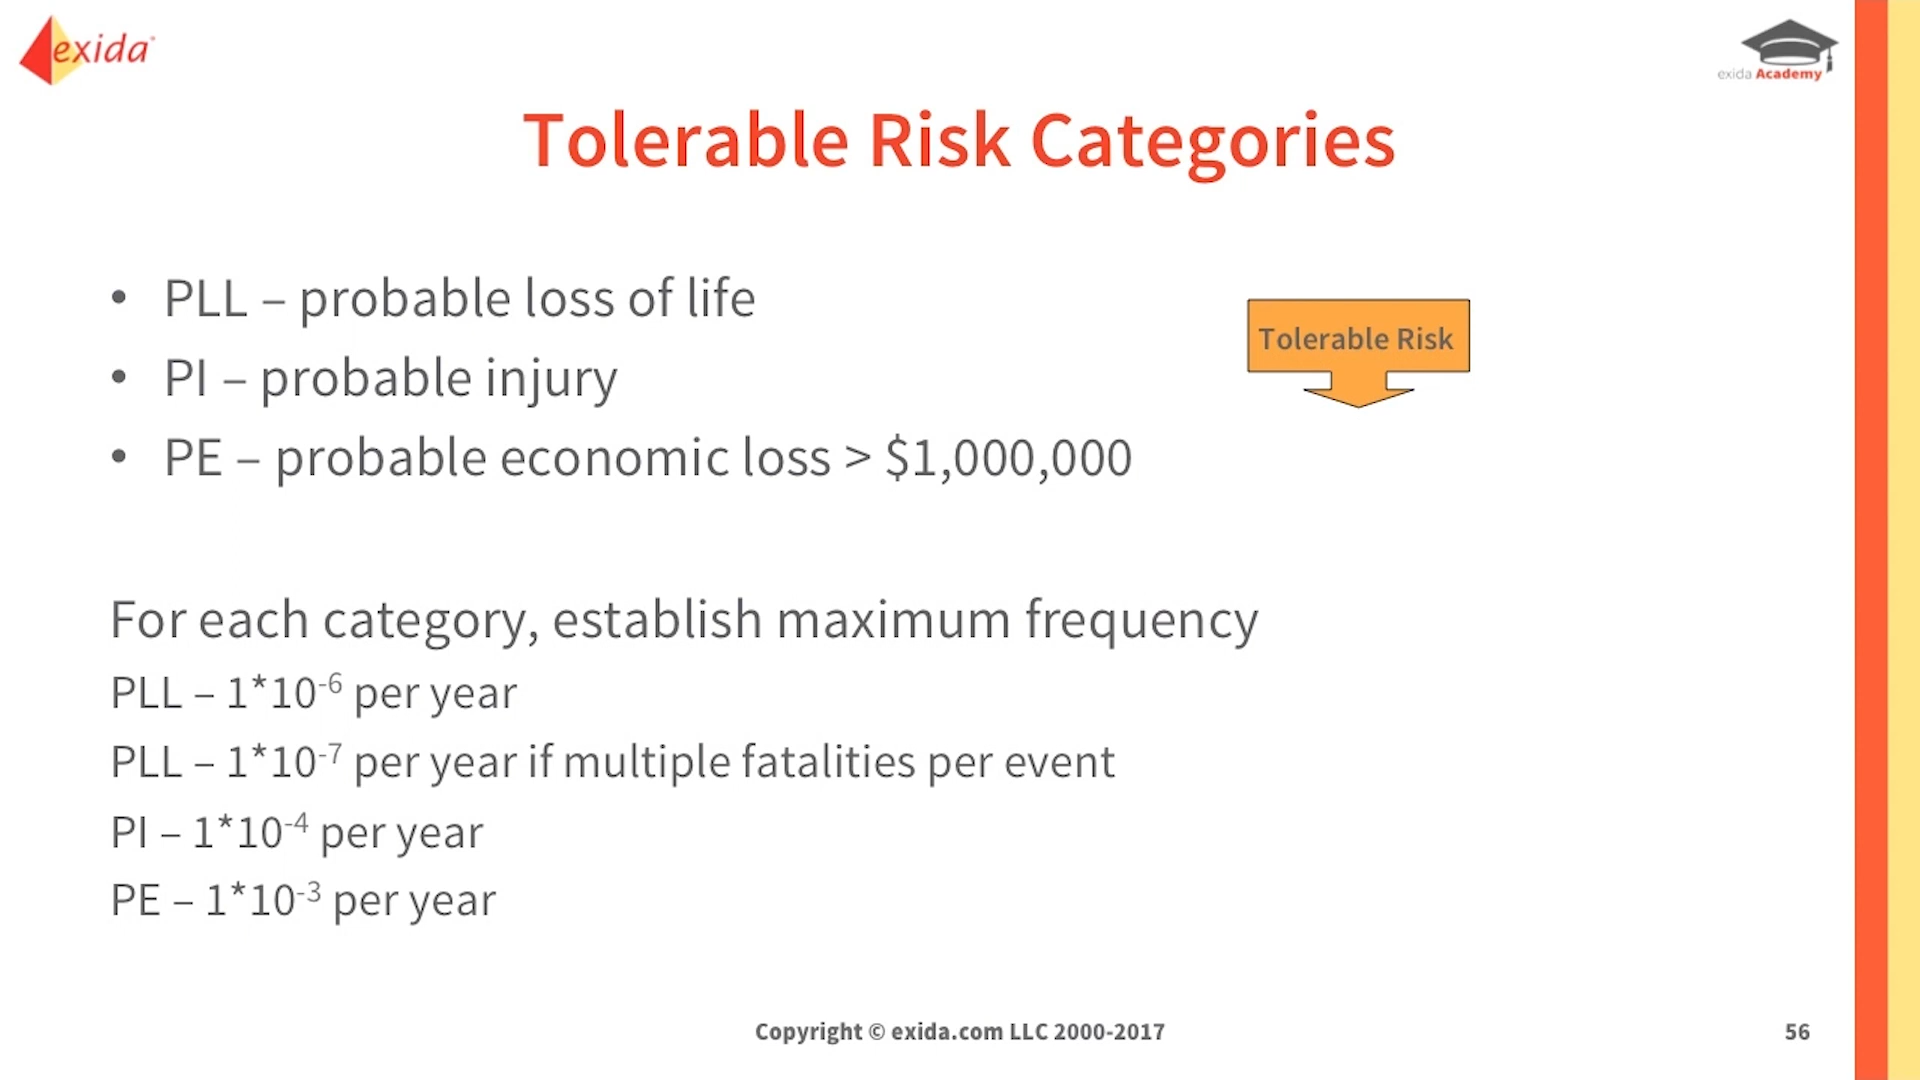 exida
exida Academy
Tolerable Risk Categories
• PLL – probable loss of life
• PI – probable injury
• PE – probable economic loss > $1,000,000
Tolerable Risk
For each category, establish maximum frequency
PLL – 1*10⁻⁶ per year
PLL – 1*10⁻⁷ per year if multiple fatalities per event
PI – 1*10⁻⁴ per year
PE – 1*10⁻³ per year
Copyright © exida.com LLC 2000-2017
56